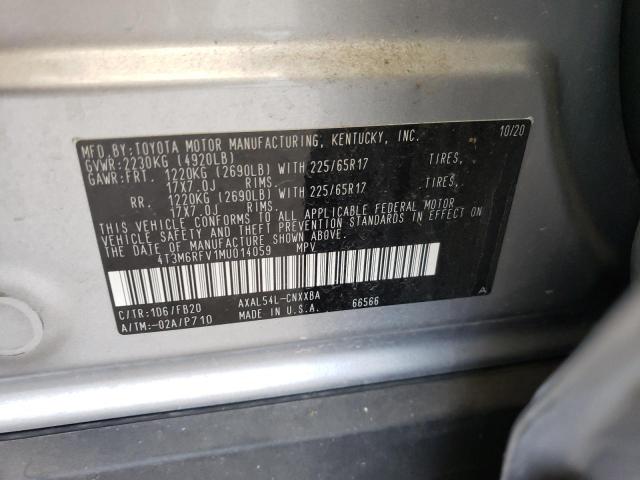 MFD.BY:TOYOTA MOTOR MANUFACTURING, KENTUCKY, INC. 10/20
GVWR:2230KG (4920LB)
GAWR:FRT. 1220KG (2690LB) WITH 225/65R17 TIRES,
17X7.0J RIMS.
RR. 1220KG (2690LB) WITH 225/65R17 TIRES,
17X7.0J RIMS.
THIS VEHICLE CONFORMS TO ALL APPLICABLE FEDERAL MOTOR
VEHICLE SAFETY AND THEFT PREVENTION STANDARDS IN EFFECT ON
THE DATE OF MANUFACTURE SHOWN ABOVE.
4T3M6RFV1MU014059 MPV
C/TR:1D6/FB20 AXAL54L-CNXXBA A
A/TM:-02A/P710 MADE IN U.S.A. 66566